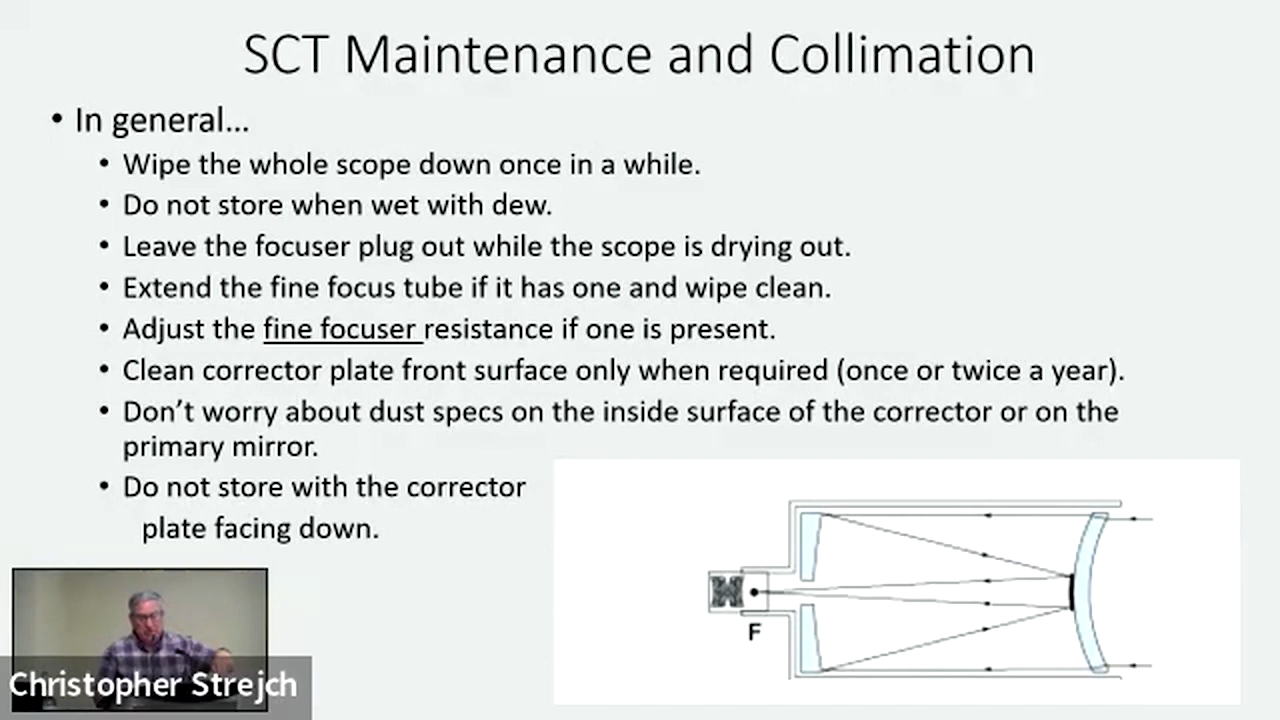 SCT Maintenance and Collimation
• In general...
• Wipe the whole scope down once in a while.
• Do not store when wet with dew.
• Leave the focuser plug out while the scope is drying out.
• Extend the fine focus tube if it has one and wipe clean.
• Adjust the fine focuser resistance if one is present.
• Clean corrector plate front surface only when required (once or twice a year).
• Don't worry about dust specs on the inside surface of the corrector or on the
primary mirror.
• Do not store with the corrector
plate facing down.
F
Christopher Strejch